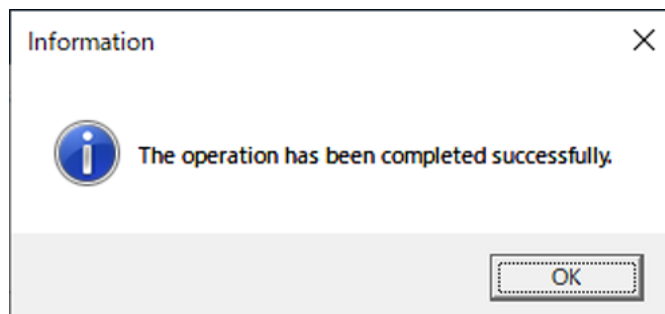 Information
The operation has been completed successfully.
OK